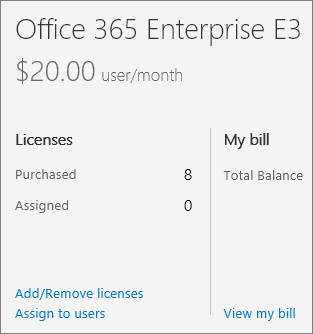 Office 365 Enterprise E3
$20.00 user/month
Licenses
Purchased 8
Assigned 0
Add/Remove licenses
Assign to users
My bill
Total Balance
View my bill